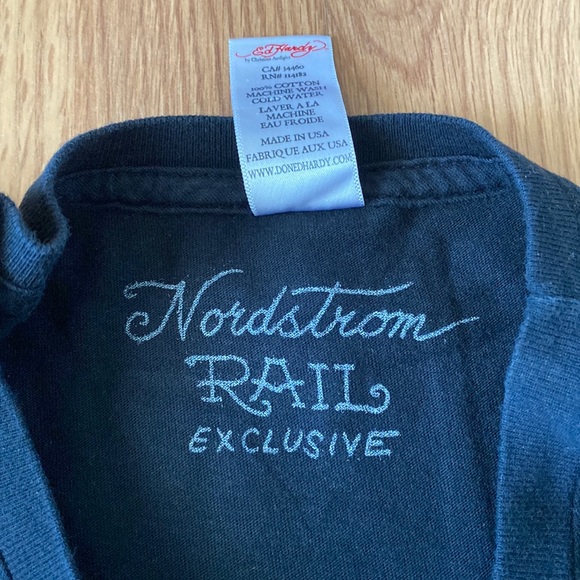 Ed Hardy
by Christian Audigier
CA# 54460
RN# 114182
100% COTTON
MACHINE WASH
COLD WATER
LAVER A LA
MACHINE
EAU FROIDE
MADE IN USA
FABRIQUE AUX USA
WWW.DONEDHARDY.COM
Nordstrom
RAIL
EXCLUSIVE